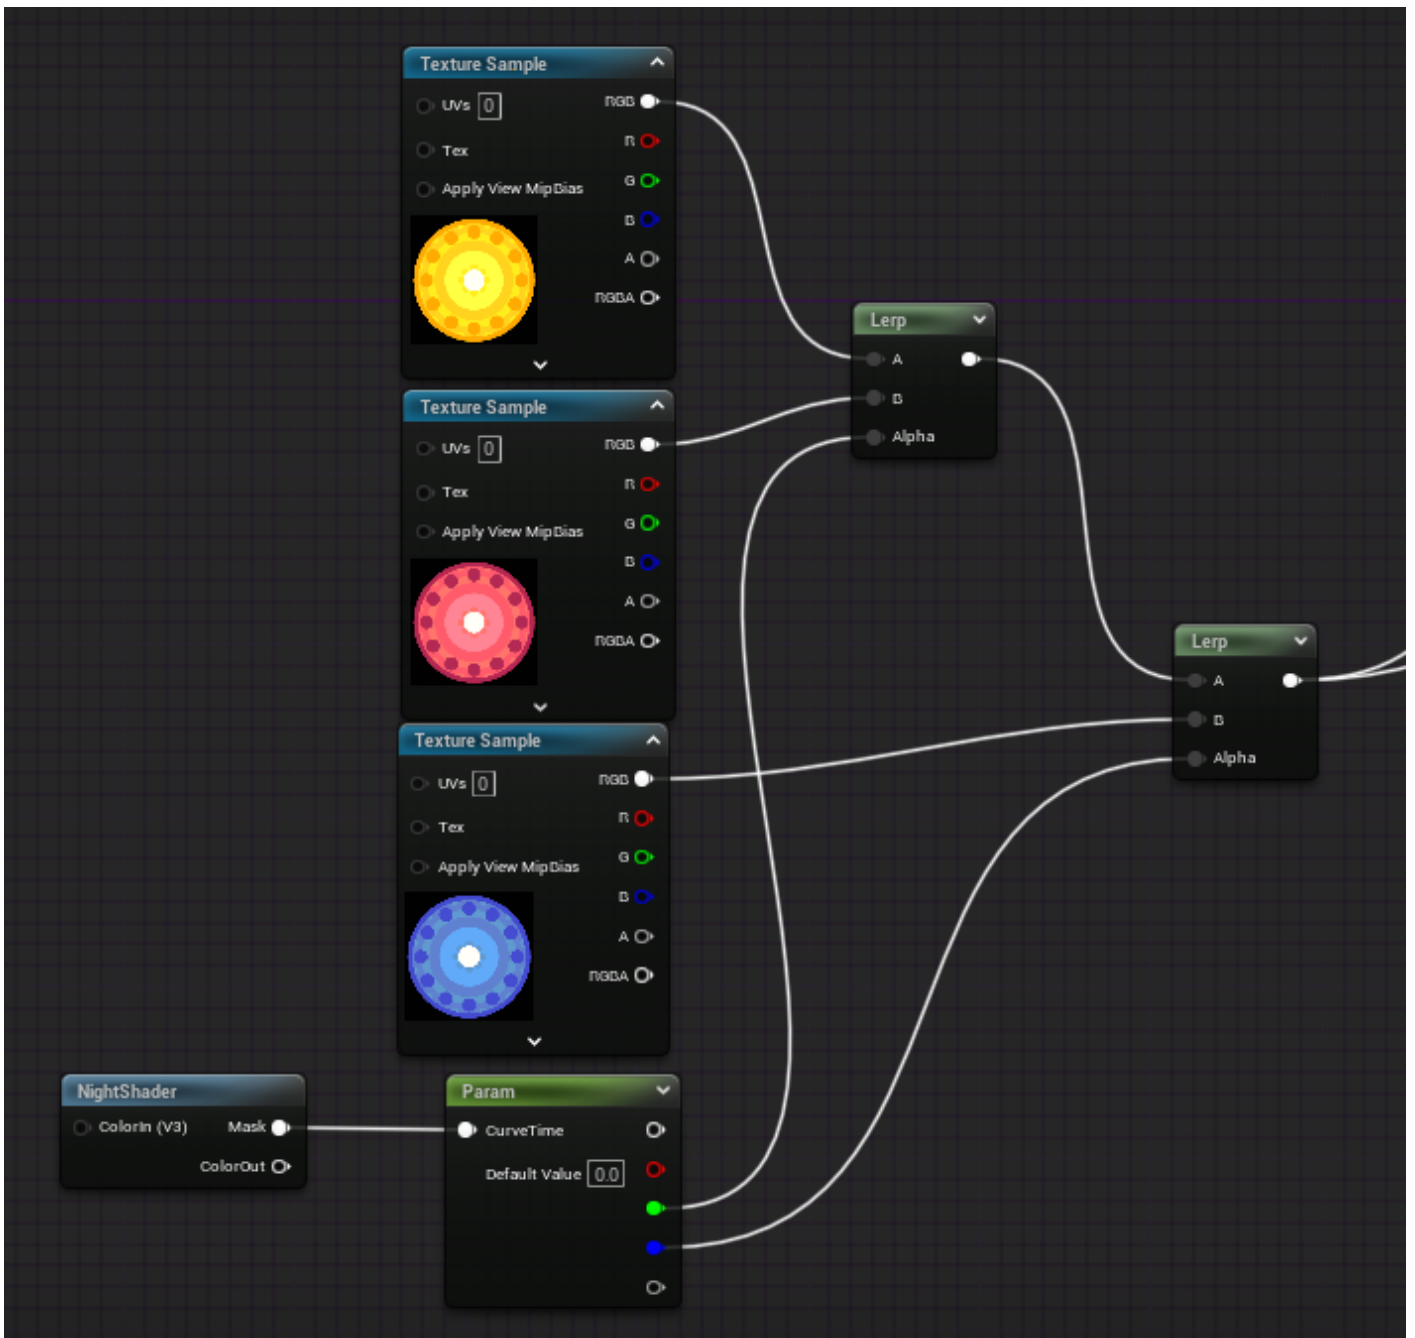 Texture Sample
UVs 0 RGB
R
Tex
G
Apply View MipBias
B
A
RGBA
Lerp
A
B
Alpha
Texture Sample
UVs 0 RGB
R
Tex
G
Apply View MipBias
B
A
RGBA
Lerp
A
B
Alpha
Texture Sample
UVs 0 RGB
R
Tex
G
Apply View MipBias
B
A
RGBA
NightShader
ColorIn (V3) Mask
ColorOut
Param
CurveTime
Default Value 0.0